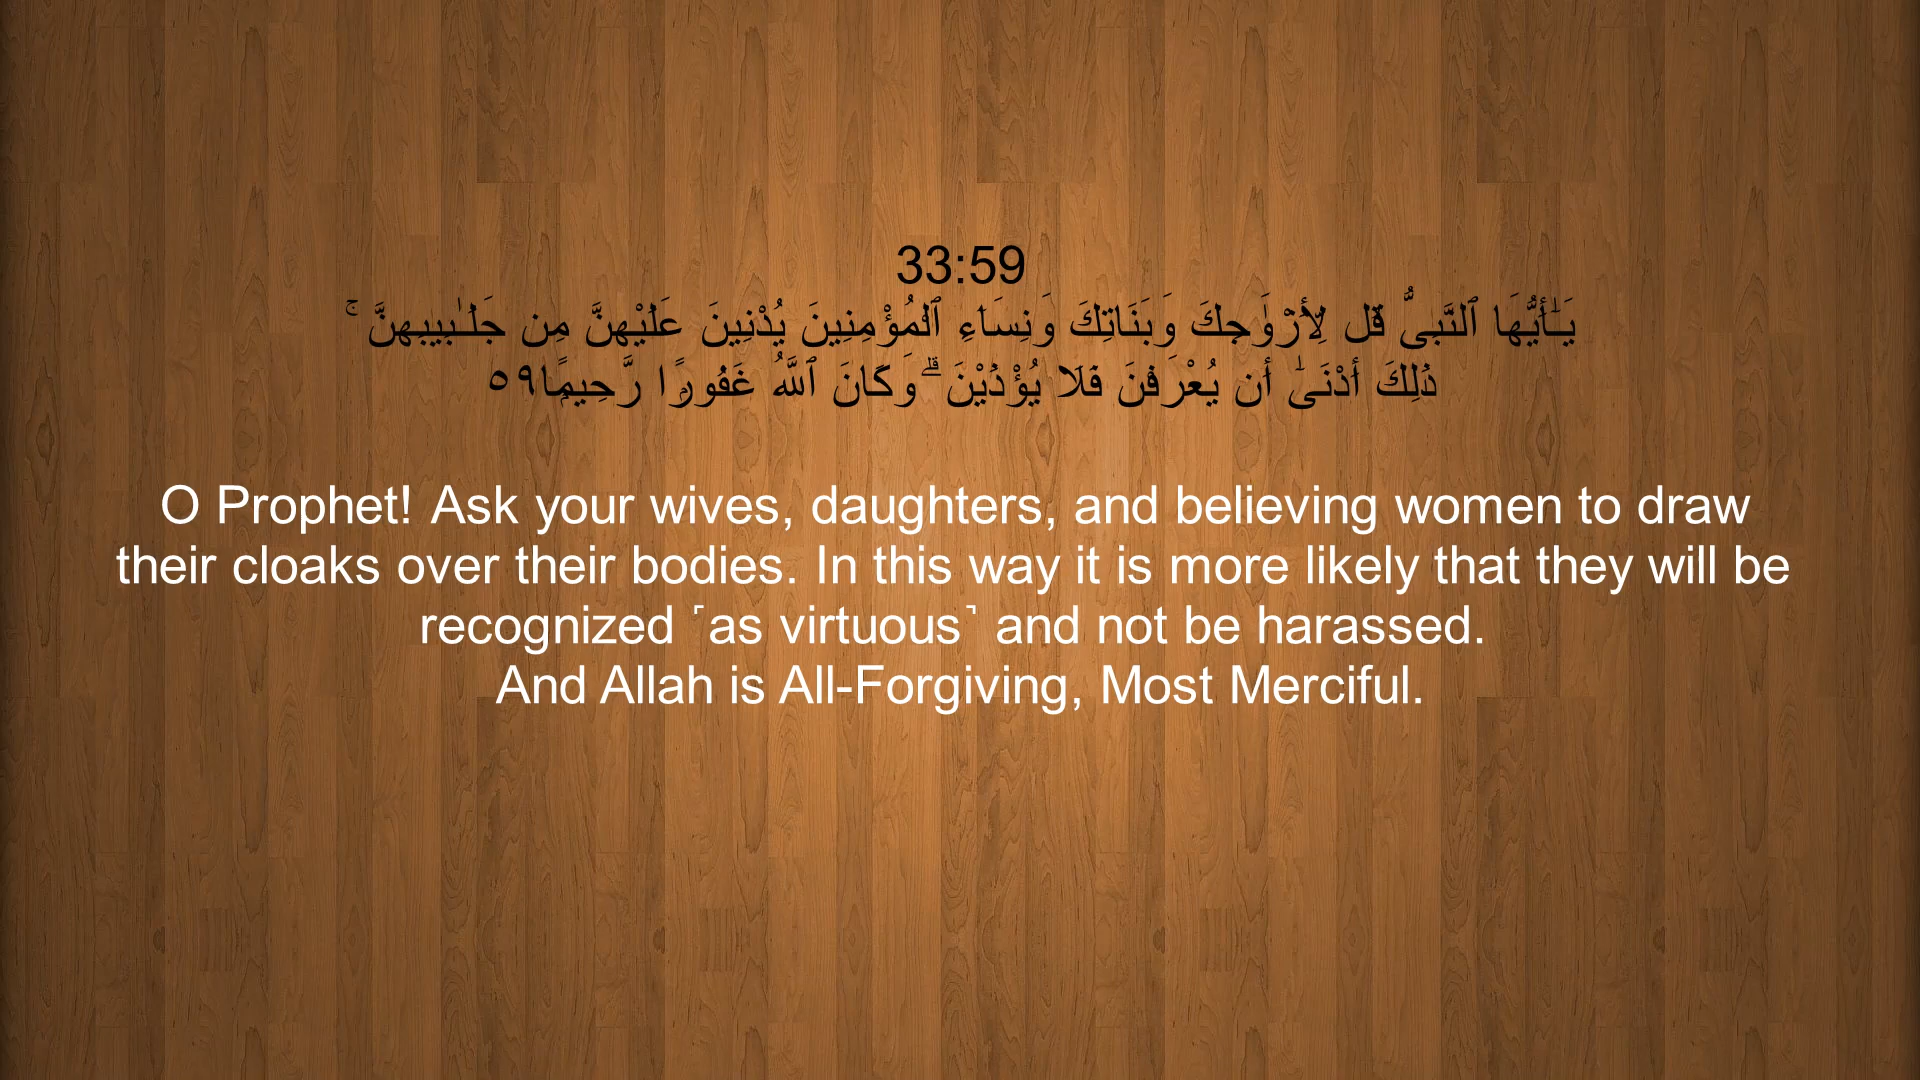 33:59
يَـٰٓأَيُّهَا ٱلنَّبِىُّ قُل لِّأَزْوَٰجِكَ وَبَنَاتِكَ وَنِسَآءِ ٱلْمُؤْمِنِينَ يُدْنِينَ عَلَيْهِنَّ مِن جَلَـٰبِيبِهِنَّ ۚ
ذَٰلِكَ أَدْنَىٰٓ أَن يُعْرَفْنَ فَلَا يُؤْذَيْنَ ۗ وَكَانَ ٱللَّهُ غَفُورًا رَّحِيمًا٥٩
O Prophet! Ask your wives, daughters, and believing women to draw
their cloaks over their bodies. In this way it is more likely that they will be
recognized ˹as virtuous˺ and not be harassed.
And Allah is All-Forgiving, Most Merciful.